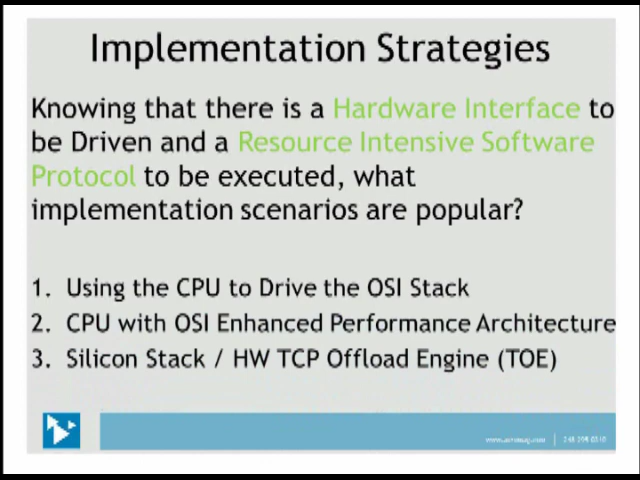 Implementation Strategies
Knowing that there is a Hardware Interface to
be Driven and a Resource Intensive Software
Protocol to be executed, what
implementation scenarios are popular?
1. Using the CPU to Drive the OSI Stack
2. CPU with OSI Enhanced Performance Architecture
3. Silicon Stack / HW TCP Offload Engine (TOE)